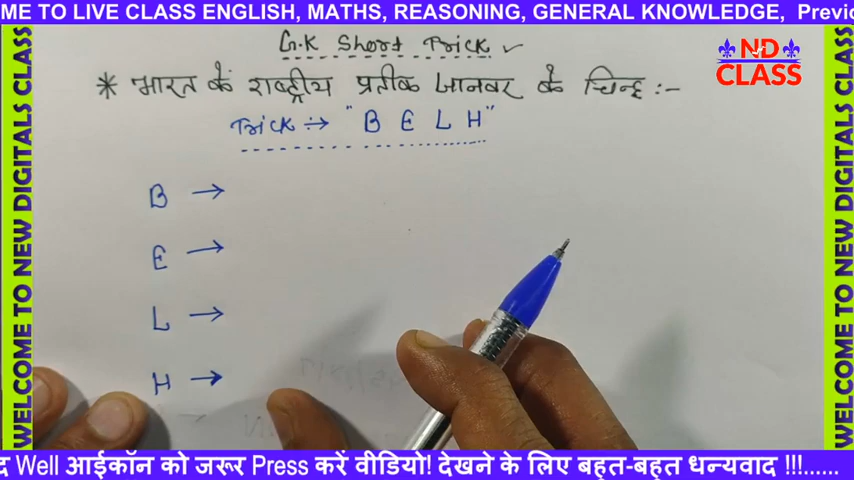 ME TO LIVE CLASS ENGLISH, MATHS, REASONING, GENERAL KNOWLEDGE, Previo
G.K Short Trick
ND
CLASS
* भारत के राष्ट्रीय प्रतीक जानवर के चिन्ह :-
Trick :→ "B E L H"
B →
E →
L →
H →
WELCOME TO NEW DIGITALS CLASS
WELCOME TO NEW DIGITALS CLASS
द Well आईकॉन को जरूर Press करें वीडियो! देखने के लिए बहुत-बहुत धन्यवाद !!!......